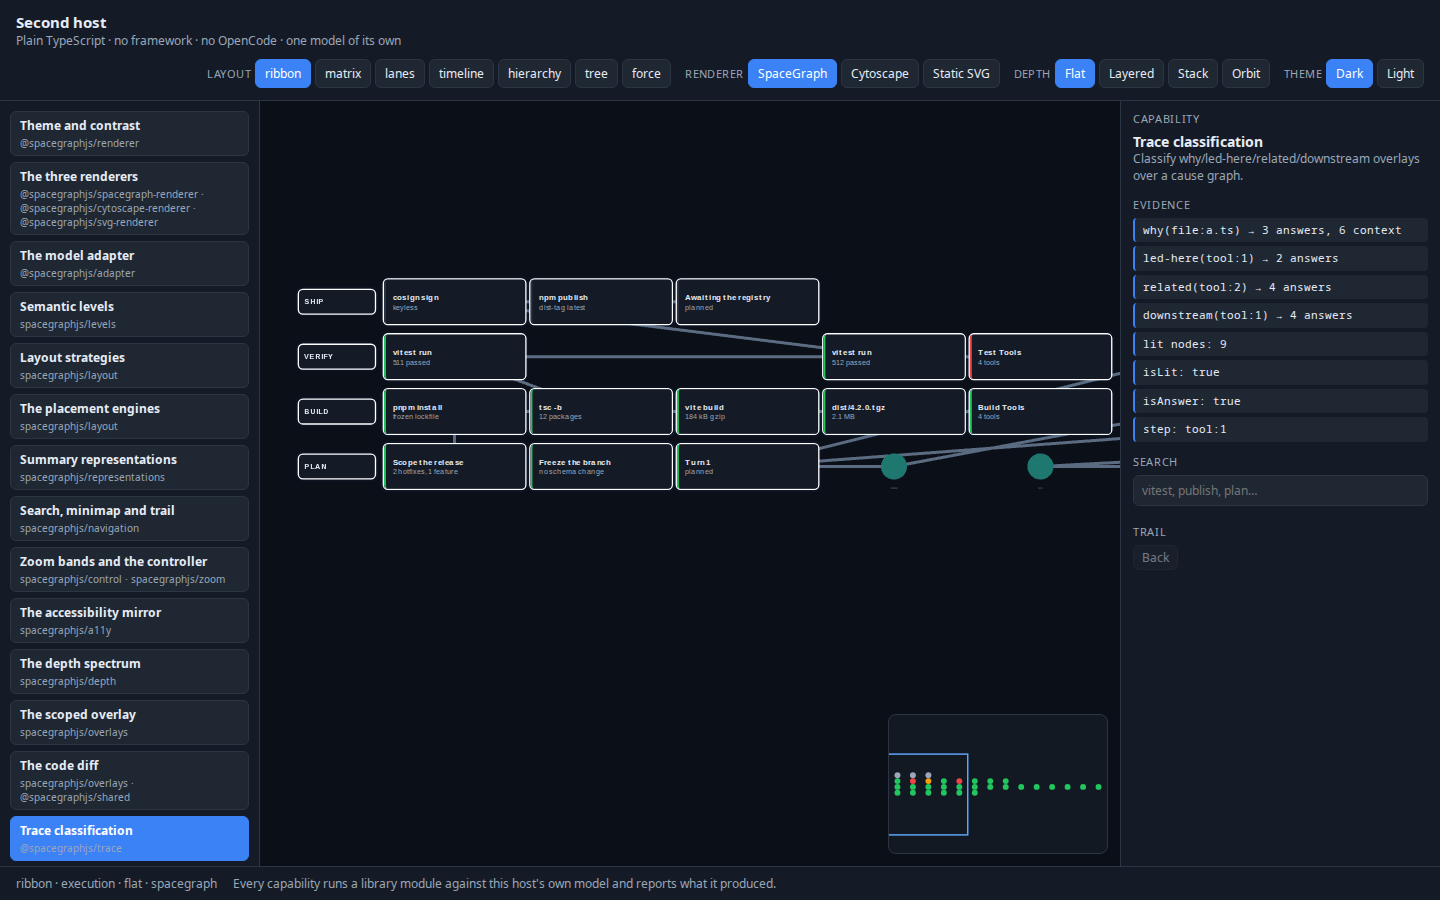 Second host
Plain TypeScript · no framework · no OpenCode · one model of its own
LAYOUT ribbon matrix lanes timeline hierarchy tree force RENDERER SpaceGraph Cytoscape Static SVG DEPTH Flat Layered Stack Orbit THEME Dark Light
Theme and contrast
@spacegraphjs/renderer
The three renderers
@spacegraphjs/spacegraph-renderer ·
@spacegraphjs/cytoscape-renderer ·
@spacegraphjs/svg-renderer
The model adapter
@spacegraphjs/adapter
Semantic levels
spacegraphjs/levels
Layout strategies
spacegraphjs/layout
The placement engines
spacegraphjs/layout
Summary representations
spacegraphjs/representations
Search, minimap and trail
spacegraphjs/navigation
Zoom bands and the controller
spacegraphjs/control · spacegraphjs/zoom
The accessibility mirror
spacegraphjs/a11y
The depth spectrum
spacegraphjs/depth
The scoped overlay
spacegraphjs/overlays
The code diff
spacegraphjs/overlays ·
@spacegraphjs/shared
Trace classification
@spacegraphjs/trace
SHIP
cosign sign
keyless
npm publish
dist-tag latest
Awaiting the registry
planned
VERIFY
vitest run
511 passed
vitest run
512 passed
Test Tools
4 tools
BUILD
pnpm install
frozen lockfile
tsc -b
12 packages
vite build
184 kB gzip
dist/4.2.0.tgz
2.1 MB
Build Tools
4 tools
PLAN
Scope the release
2 hotfixes, 1 feature
Freeze the branch
no schema change
Turn 1
planned
CAPABILITY
Trace classification
Classify why/led-here/related/downstream overlays
over a cause graph.
EVIDENCE
why(file:a.ts) → 3 answers, 6 context
led-here(tool:1) → 2 answers
related(tool:2) → 4 answers
downstream(tool:1) → 4 answers
lit nodes: 9
isLit: true
isAnswer: true
step: tool:1
SEARCH
vitest, publish, plan…
TRAIL
Back
ribbon · execution · flat · spacegraph Every capability runs a library module against this host's own model and reports what it produced.